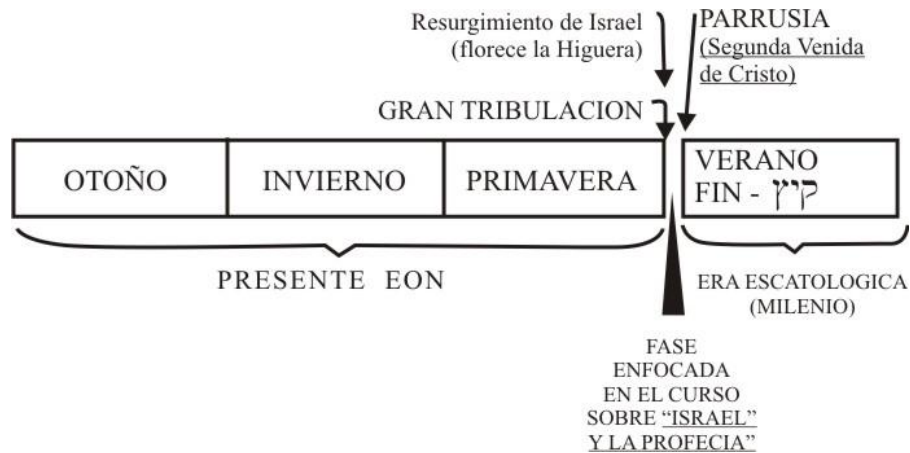 Resurgimiento de Israel
(florece la Higuera)
PARRUSIA
(Segunda Venida
de Cristo)
GRAN TRIBULACION
OTOÑO
INVIERNO
PRIMAVERA
VERANO
FIN - קיץ
PRESENTE EON
ERA ESCATOLOGICA
(MILENIO)
FASE
ENFOCADA
EN EL CURSO
SOBRE “ISRAEL”
Y LA PROFECIA”